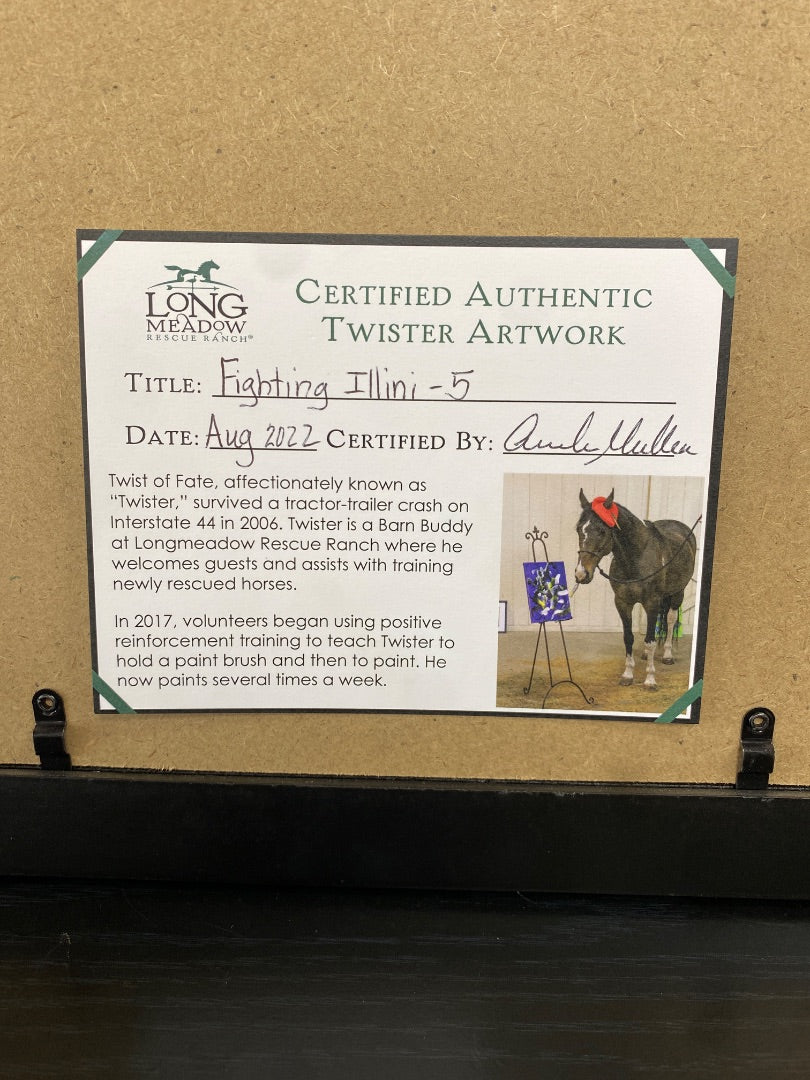 LONG
MEADOW
RESCUE RANCH®
CERTIFIED AUTHENTIC
TWISTER ARTWORK
TITLE: Fighting Illini - 5
DATE: Aug 2022 CERTIFIED BY:
Twist of Fate, affectionately known as
“Twister,” survived a tractor-trailer crash on
Interstate 44 in 2006. Twister is a Barn Buddy
at Longmeadow Rescue Ranch where he
welcomes guests and assists with training
newly rescued horses.
In 2017, volunteers began using positive
reinforcement training to teach Twister to
hold a paint brush and then to paint. He
now paints several times a week.